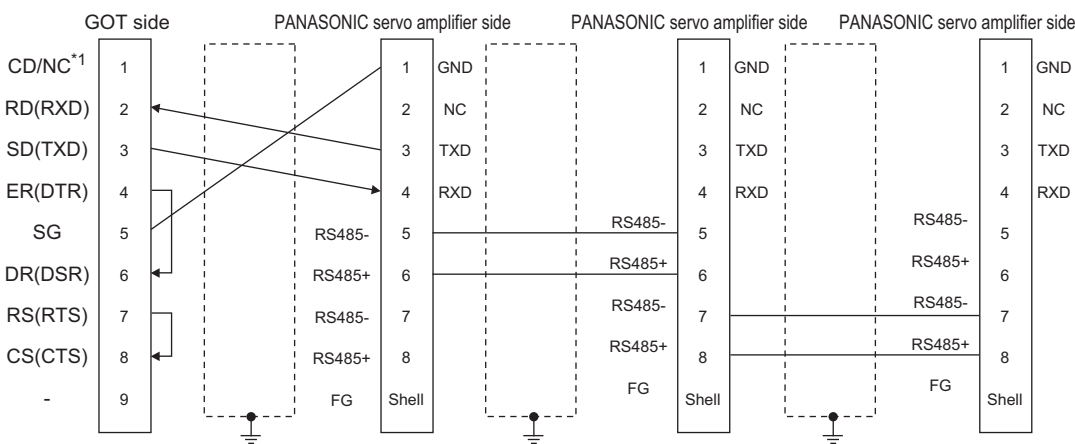 GOT side PANASONIC servo amplifier side PANASONIC servo amplifier side PANASONIC servo amplifier side
CD/NC*1 1 1 GND 1 GND 1 GND
RD(RXD) 2 2 NC 2 NC 2 NC
SD(TXD) 3 3 TXD 3 TXD 3 TXD
ER(DTR) 4 4 RXD 4 RXD 4 RXD
SG 5 RS485- 5 RS485- 5 RS485- 5
DR(DSR) 6 RS485+ 6 RS485+ 6 RS485+ 6
RS(RTS) 7 RS485- 7 RS485- 7 RS485- 7
CS(CTS) 8 RS485+ 8 RS485+ 8 RS485+ 8
- 9 FG Shell FG Shell FG Shell